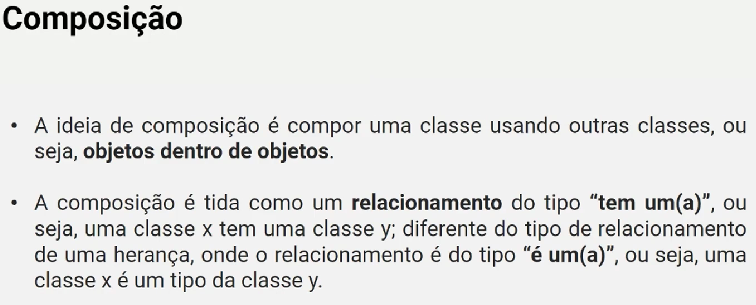 Composição
• A ideia de composição é compor uma classe usando outras classes, ou
seja, objetos dentro de objetos.
• A composição é tida como um relacionamento do tipo “tem um(a)”, ou
seja, uma classe x tem uma classe y; diferente do tipo de relacionamento
de uma herança, onde o relacionamento é do tipo “é um(a)”, ou seja, uma
classe x é um tipo da classe y.